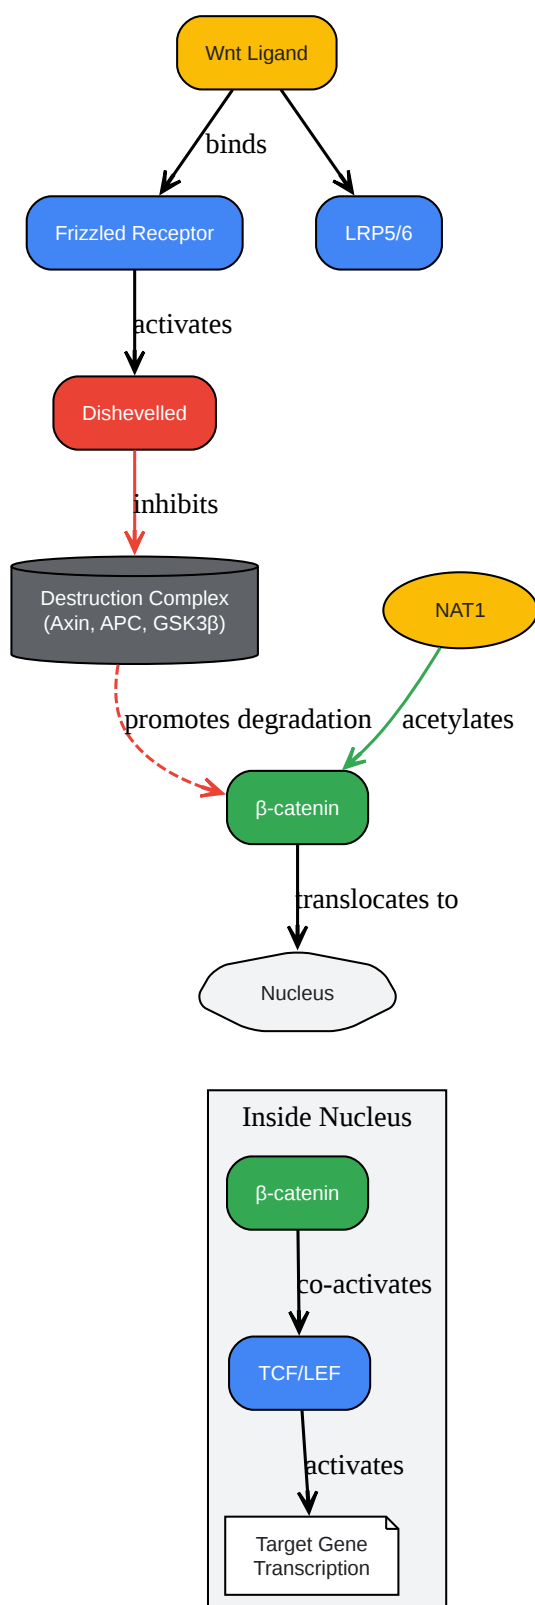 Wnt Ligand
binds
Frizzled Receptor
LRP5/6
activates
Dishevelled
inhibits
Destruction Complex
(Axin, APC, GSK3β)
NAT1
promotes degradation
acetylates
β-catenin
translocates to
Nucleus
Inside Nucleus
β-catenin
co-activates
TCF/LEF
activates
Target Gene
Transcription